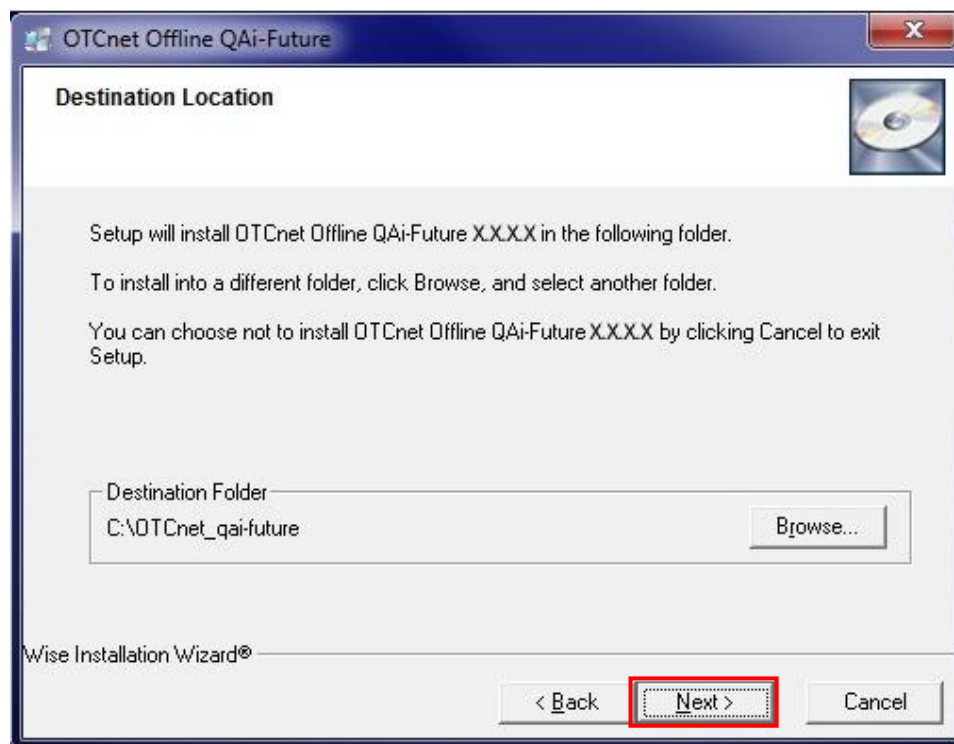 OTCnet Offline QAi-Future
Destination Location
Setup will install OTCnet Offline QAi-Future X.X.X.X in the following folder.
To install into a different folder, click Browse, and select another folder.
You can choose not to install OTCnet Offline QAi-Future X.X.X.X by clicking Cancel to exit
Setup.
Destination Folder
C:\OTCnet_qai-future
Browse...
Wise Installation Wizard®
< Back
Next >
Cancel